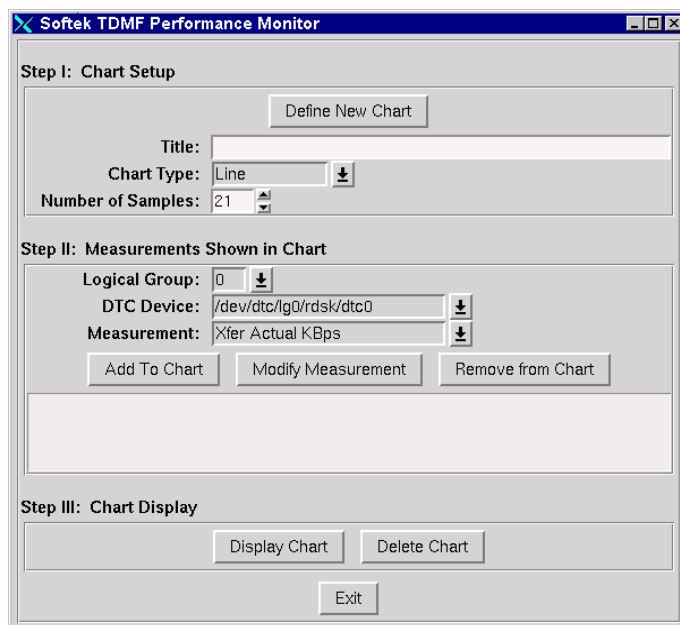 Softek TDMF Performance Monitor
Step I: Chart Setup
Define New Chart
Title:
Chart Type: Line
Number of Samples: 21
Step II: Measurements Shown in Chart
Logical Group: 0
DTC Device: /dev/dtc/lg0/rdsk/dtc0
Measurement: Xfer Actual KBps
Add To Chart Modify Measurement Remove from Chart
Step III: Chart Display
Display Chart Delete Chart
Exit